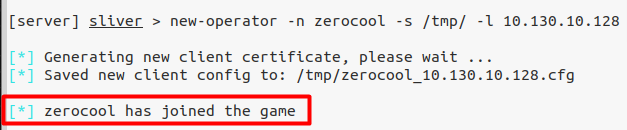 [server] sliver > new-operator -n zerocool -s /tmp/ -l 10.130.10.128
[*] Generating new client certificate, please wait ...
[*] Saved new client config to: /tmp/zerocool_10.130.10.128.cfg
[*] zerocool has joined the game